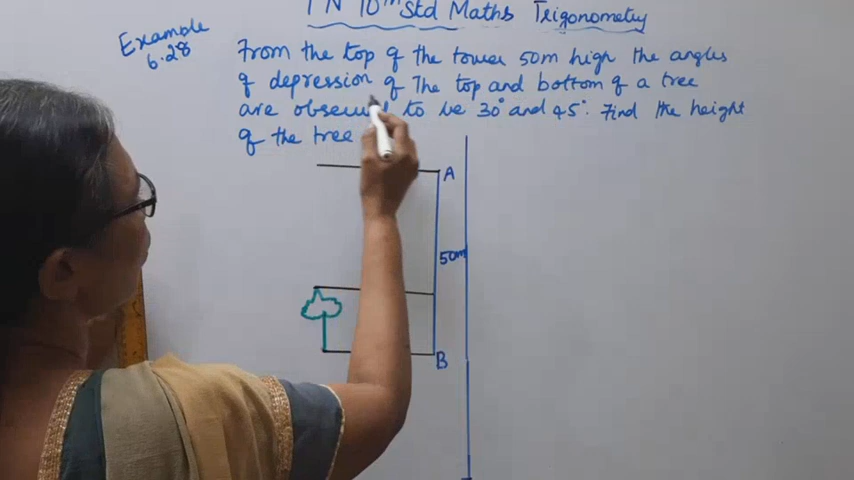 TN 10th Std Maths Trigonometry
Example
6.28
From the top of the tower 50m high the angles
of depression of The top and bottom of a tree
are observed to be 30° and 45°. Find the height
of the tree
A
50m
B